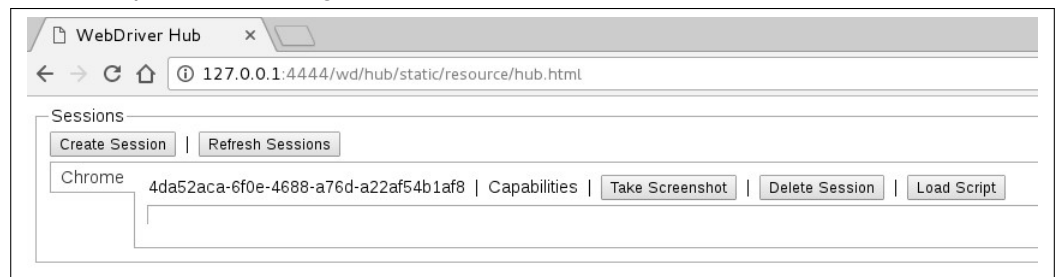 WebDriver Hub
127.0.0.1:4444/wd/hub/static/resource/hub.html
Sessions
Create Session | Refresh Sessions
Chrome
4da52aca-6f0e-4688-a76d-a22af54b1af8 | Capabilities | Take Screenshot | Delete Session | Load Script